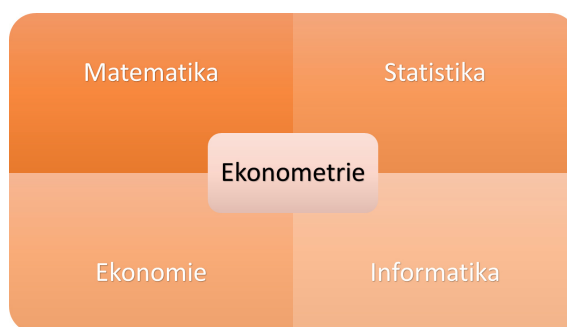 Matematika
Statistika
Ekonometrie
Ekonomie
Informatika